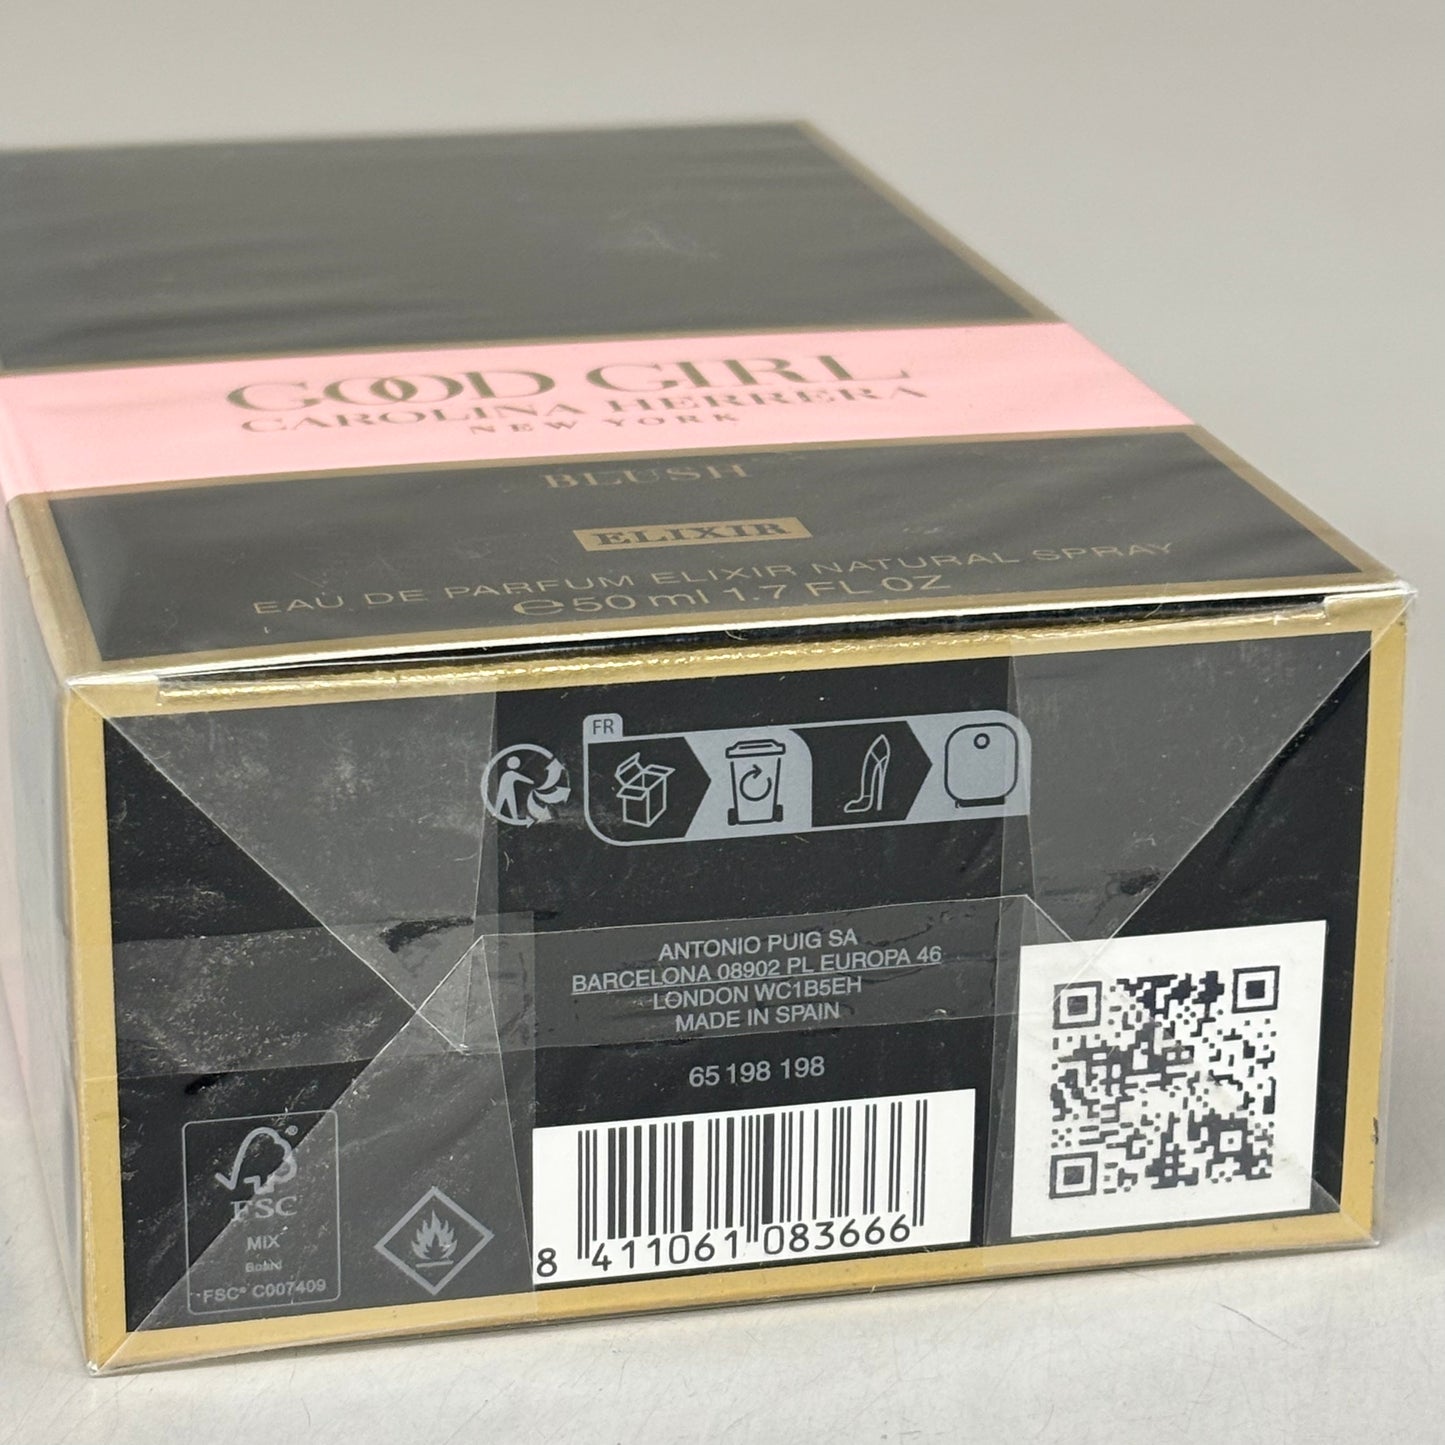 GOOD GIRL
CAROLINA HERRERA
NEW YORK
BLUSH
ELIXIR
EAU DE PARFUM ELIXIR NATURAL SPRAY
℮50 ml 1.7 FL OZ
FR
ANTONIO PUIG SA
BARCELONA 08902 PL EUROPA 46
LONDON WC1B5EH
MADE IN SPAIN
65 198 198
8 411061 083666
FSC
MIX
Board
FSC® C007409